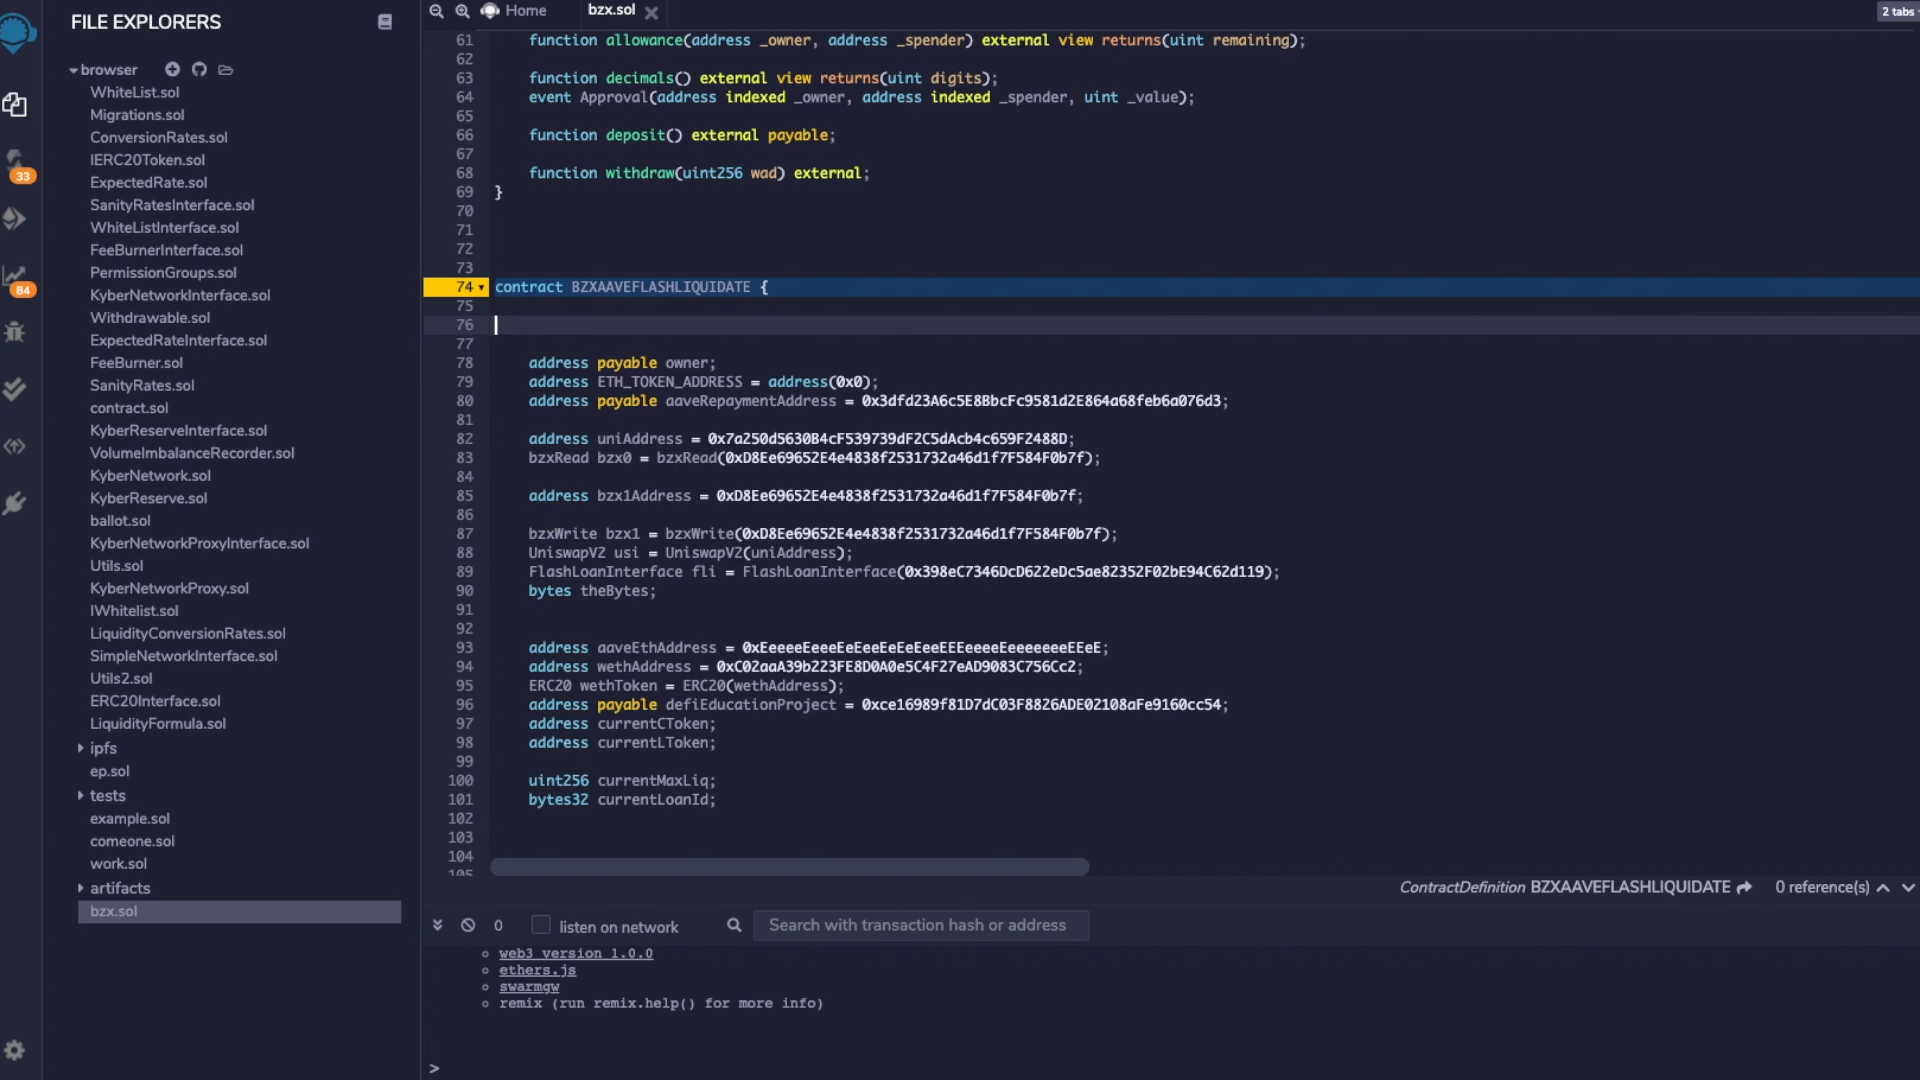 FILE EXPLORERS
browser
WhiteList.sol
Migrations.sol
ConversionRates.sol
IERC20Token.sol
ExpectedRate.sol
SanityRatesInterface.sol
WhiteListInterface.sol
FeeBurnerInterface.sol
PermissionGroups.sol
KyberNetworkInterface.sol
Withdrawable.sol
ExpectedRateInterface.sol
FeeBurner.sol
SanityRates.sol
contract.sol
KyberReserveInterface.sol
VolumeImbalanceRecorder.sol
KyberNetwork.sol
KyberReserve.sol
ballot.sol
KyberNetworkProxyInterface.sol
Utils.sol
KyberNetworkProxy.sol
IWhitelist.sol
LiquidityConversionRates.sol
SimpleNetworkInterface.sol
Utils2.sol
ERC20Interface.sol
LiquidityFormula.sol
ipfs
ep.sol
tests
example.sol
comeone.sol
work.sol
artifacts
bzx.sol
33
84
Home
bzx.sol
2 tabs
61 function allowance(address _owner, address _spender) external view returns(uint remaining);
62
63 function decimals() external view returns(uint digits);
64 event Approval(address indexed _owner, address indexed _spender, uint _value);
65
66 function deposit() external payable;
67
68 function withdraw(uint256 wad) external;
69 }
70
71
72
73
74 contract BZXAAVEFLASHLIQUIDATE {
75
76
77
78 address payable owner;
79 address ETH_TOKEN_ADDRESS = address(0x0);
80 address payable aaveRepaymentAddress = 0x3dfd23A6c5E8BbcFc9581d2E864a68feb6a076d3;
81
82 address uniAddress = 0x7a250d5630B4cF539739dF2C5dAcb4c659F2488D;
83 bzxRead bzx0 = bzxRead(0xD8Ee69652E4e4838f2531732a46d1f7F584F0b7f);
84
85 address bzx1Address = 0xD8Ee69652E4e4838f2531732a46d1f7F584F0b7f;
86
87 bzxWrite bzx1 = bzxWrite(0xD8Ee69652E4e4838f2531732a46d1f7F584F0b7f);
88 UniswapV2 usi = UniswapV2(uniAddress);
89 FlashLoanInterface fli = FlashLoanInterface(0x398eC7346DcD622eDc5ae82352F02bE94C62d119);
90 bytes theBytes;
91
92
93 address aaveEthAddress = 0xEeeeeEeeeEeEeeEeEeEeeEEEeeeeEeeeeeeeEEeE;
94 address wethAddress = 0xC02aaA39b223FE8D0A0e5C4F27eAD9083C756Cc2;
95 ERC20 wethToken = ERC20(wethAddress);
96 address payable defiEducationProject = 0xce16989f81D7dC03F8826ADE02108aFe9160cc54;
97 address currentCToken;
98 address currentLToken;
99
100 uint256 currentMaxLiq;
101 bytes32 currentLoanId;
102
103
104
105
ContractDefinition BZXAAVEFLASHLIQUIDATE 0 reference(s)
0 listen on network Search with transaction hash or address
web3 version 1.0.0
ethers.js
swarmgw
remix (run remix.help() for more info)
>